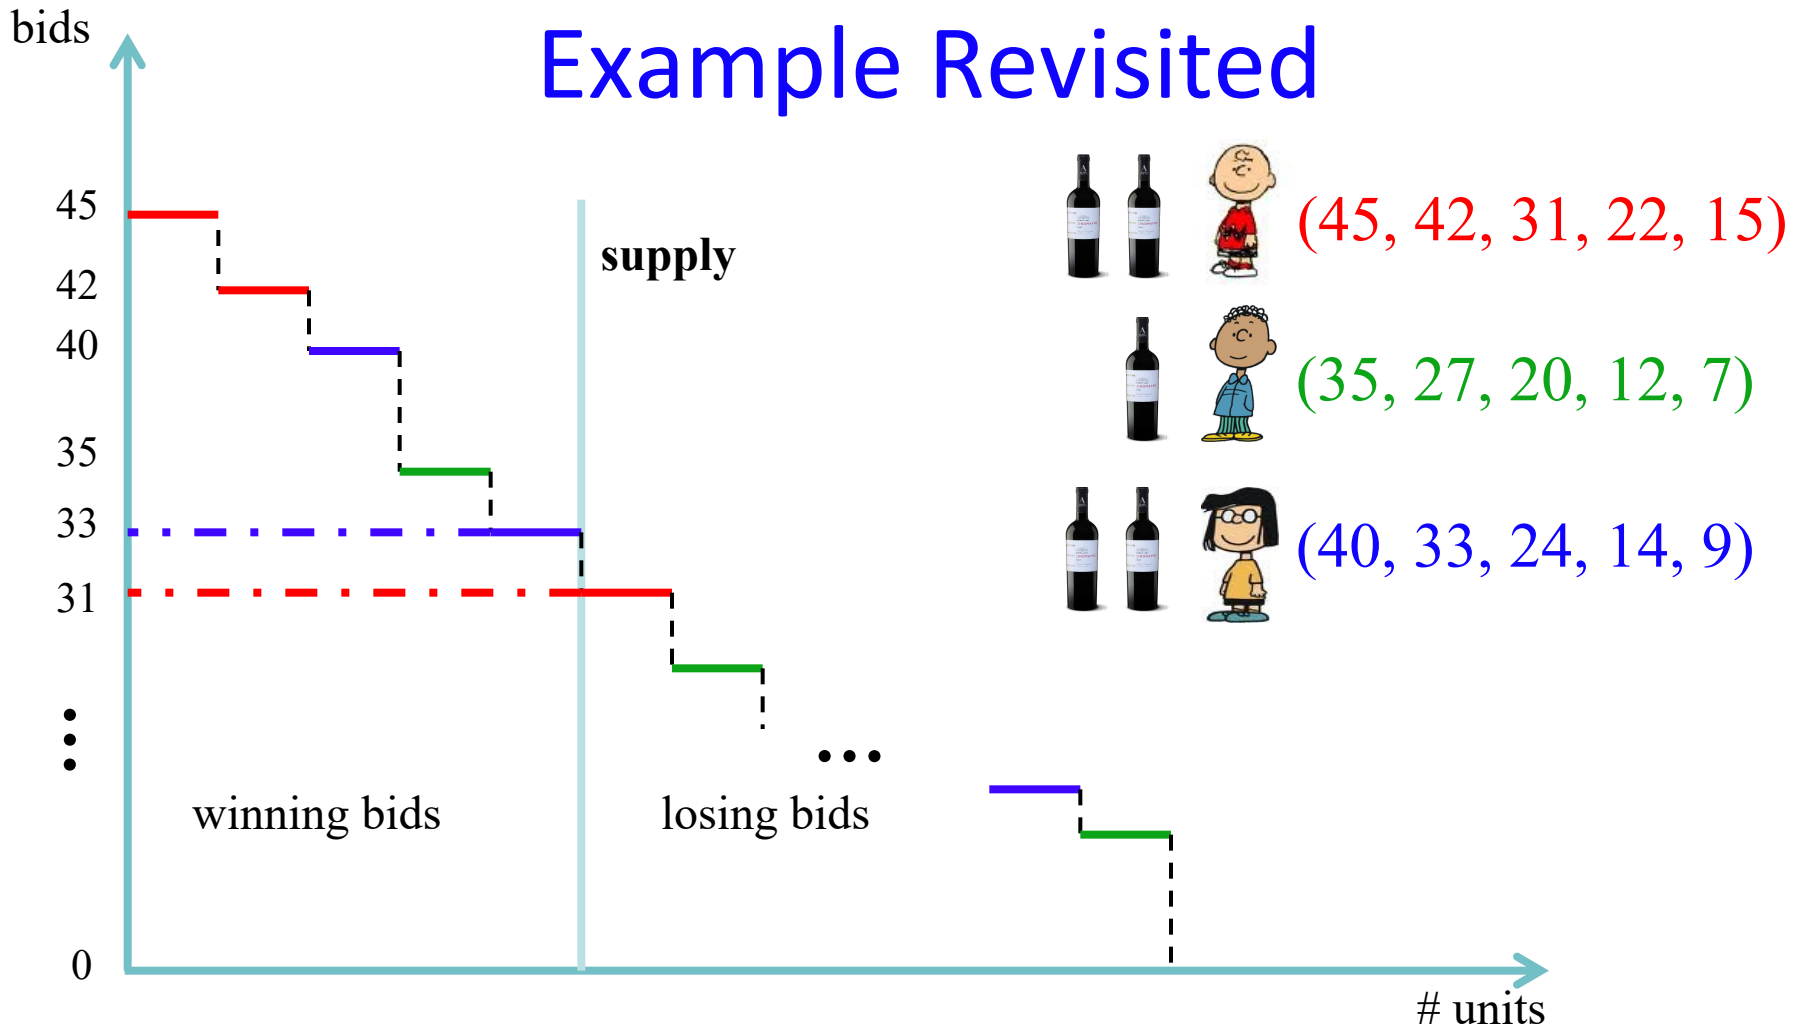 bids
Example Revisited
45
42
40
35
33
31
0
supply
winning bids
losing bids
# units
(45, 42, 31, 22, 15)
(35, 27, 20, 12, 7)
(40, 33, 24, 14, 9)